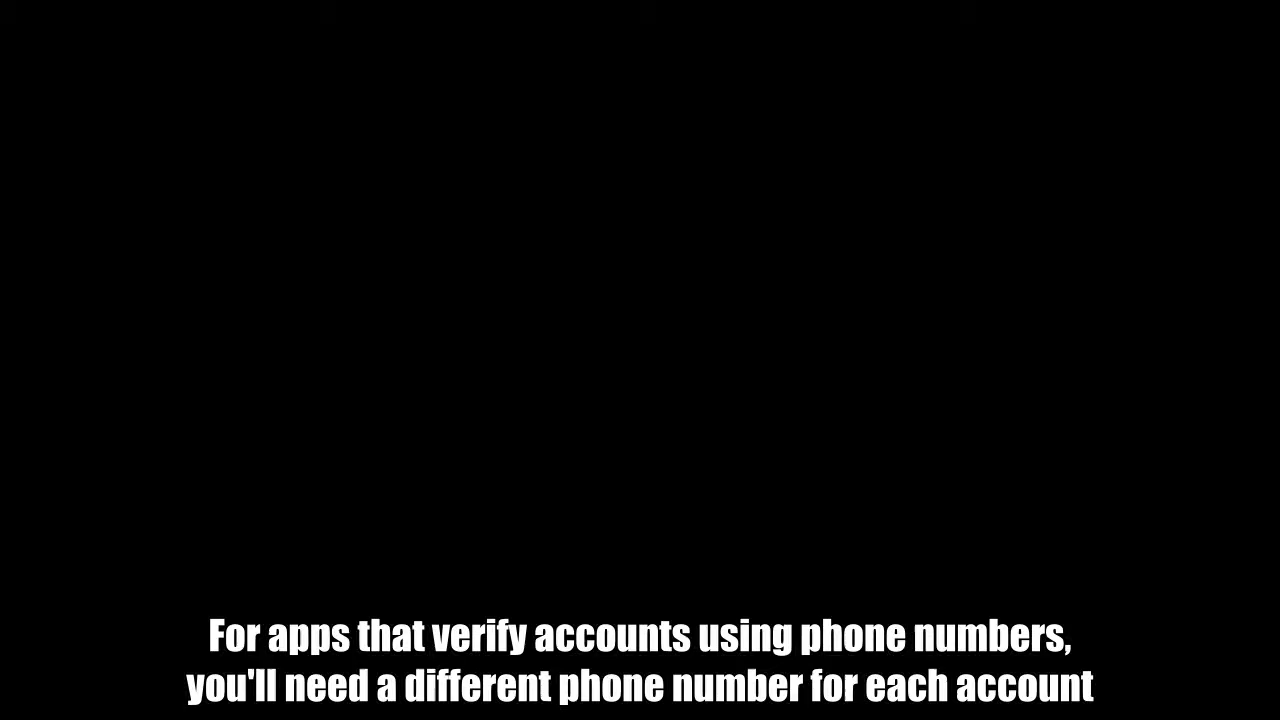 For apps that verify accounts using phone numbers,
you'll need a different phone number for each account